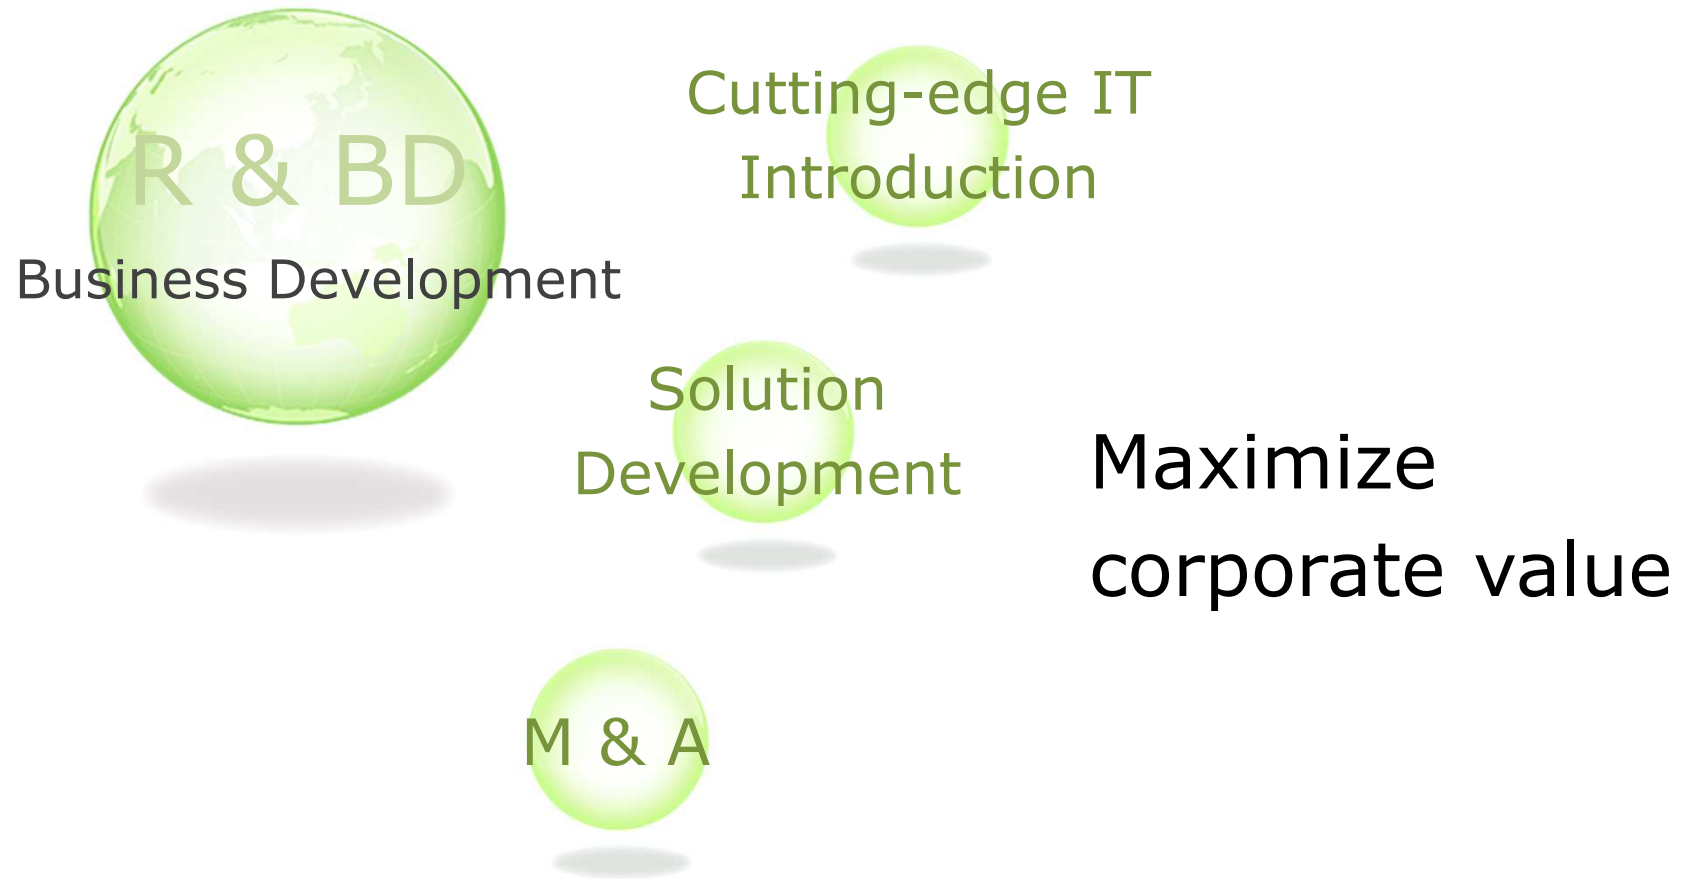 R & BD
Business Development
Cutting-edge IT
Introduction
Solution
Development
M & A
Maximize
corporate value